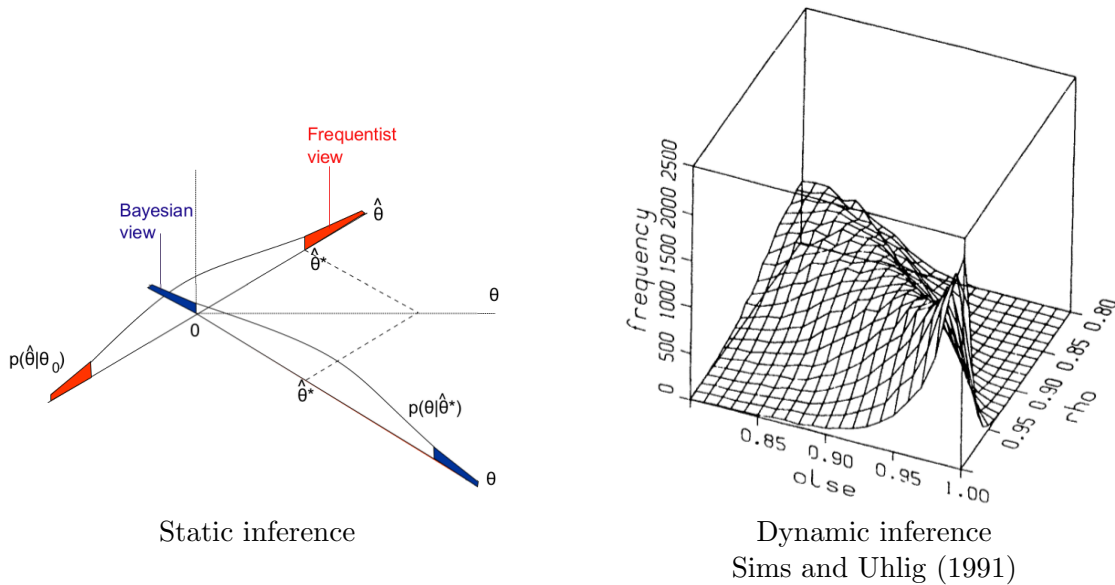 Frequentist
view
θ̂
Bayesian
view
θ̂*
θ
0
p(θ̂|θ₀)
θ̂*
p(θ|θ̂*)
θ
Static inference
frequency
0 500 1000 1500 2000 2500
0.85 0.90 0.95 1.00
olse
0.95 0.90 0.85 0.80
rho
Dynamic inference
Sims and Uhlig (1991)